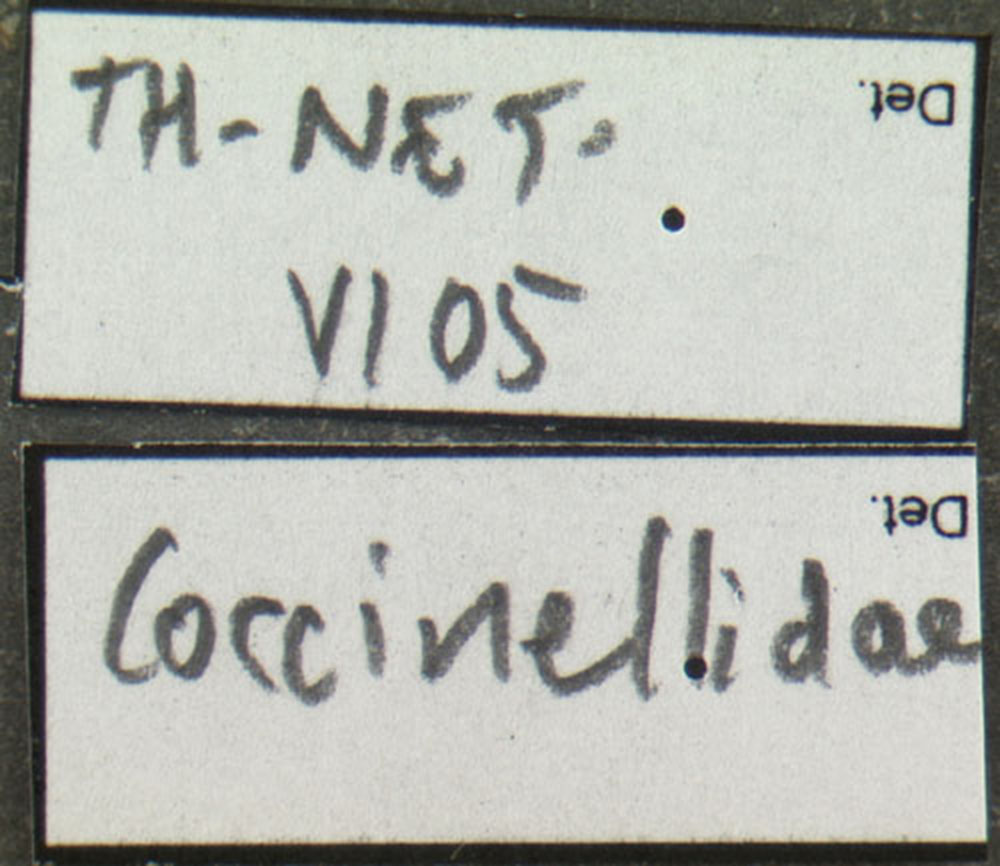 TH-NET.
Det.
VI 05
Det.
Coccinellidae